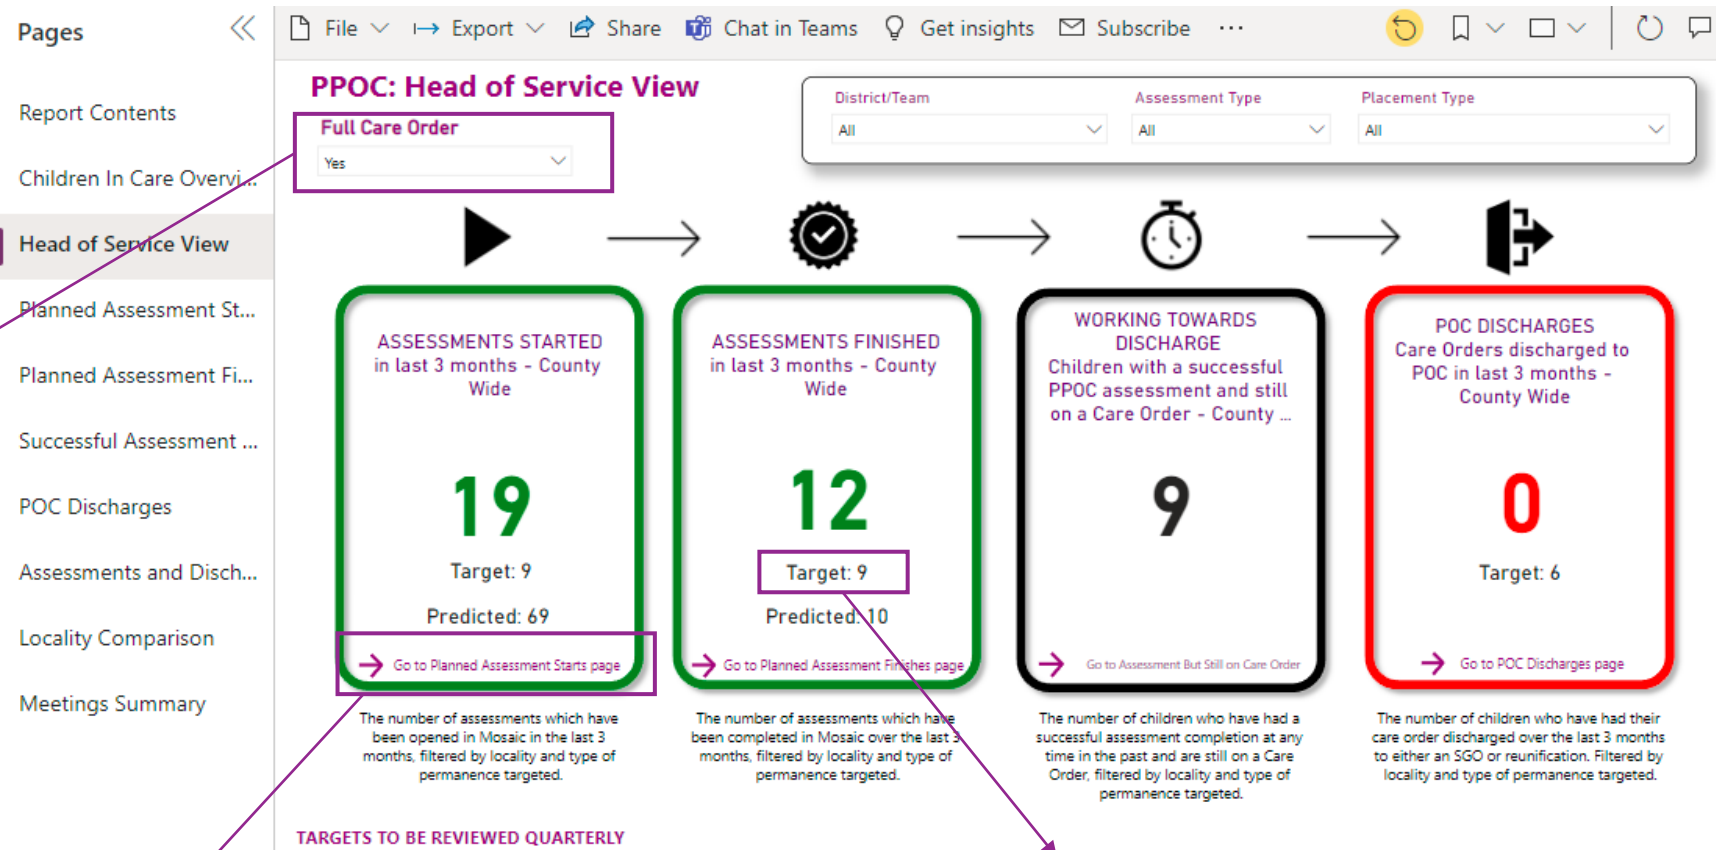 Pages
File
Export
Share
Chat in Teams
Get insights
Subscribe
Report Contents
Children In Care Overvi...
Head of Service View
Planned Assessment St...
Planned Assessment Fi...
Successful Assessment ...
POC Discharges
Assessments and Disch...
Locality Comparison
Meetings Summary
PPOC: Head of Service View
Full Care Order
Yes
District/Team
All
Assessment Type
All
Placement Type
All
ASSESSMENTS STARTED
in last 3 months - County
Wide
19
Target: 9
Predicted: 69
Go to Planned Assessment Starts page
The number of assessments which have
been opened in Mosaic in the last 3
months, filtered by locality and type of
permanence targeted.
ASSESSMENTS FINISHED
in last 3 months - County
Wide
12
Target: 9
Predicted: 10
Go to Planned Assessment Finishes page
The number of assessments which have
been completed in Mosaic over the last 3
months, filtered by locality and type of
permanence targeted.
WORKING TOWARDS
DISCHARGE
Children with a successful
PPOC assessment and still
on a Care Order - County ...
9
Go to Assessment But Still on Care Order
The number of children who have had a
successful assessment completion at any
time in the past and are still on a Care
Order, filtered by locality and type of
permanence targeted.
POC DISCHARGES
Care Orders discharged to
POC in last 3 months -
County Wide
0
Target: 6
Go to POC Discharges page
The number of children who have had their
care order discharged over the last 3 months
to either an SGO or reunification. Filtered by
locality and type of permanence targeted.
TARGETS TO BE REVIEWED QUARTERLY